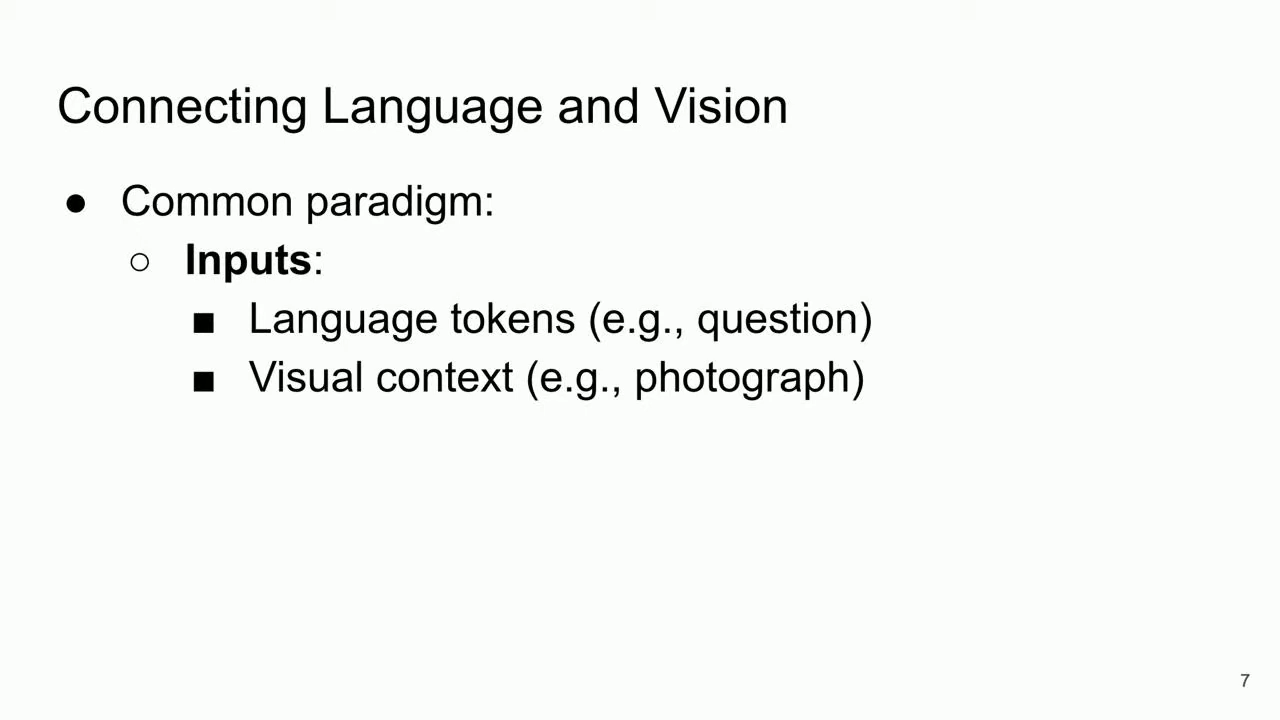 Connecting Language and Vision
● Common paradigm:
○ Inputs:
■ Language tokens (e.g., question)
■ Visual context (e.g., photograph)
7